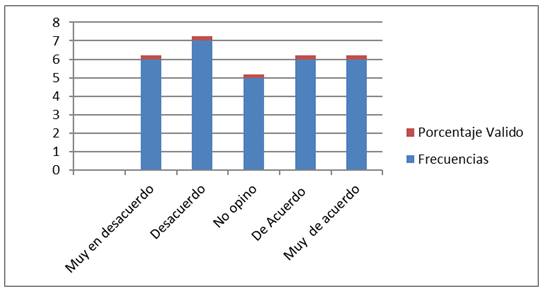 8
7
6
5
4
3
2
1
0
Muy en desacuerdo
Desacuerdo
No opino
De Acuerdo
Muy de acuerdo
Porcentaje Valido
Frecuencias